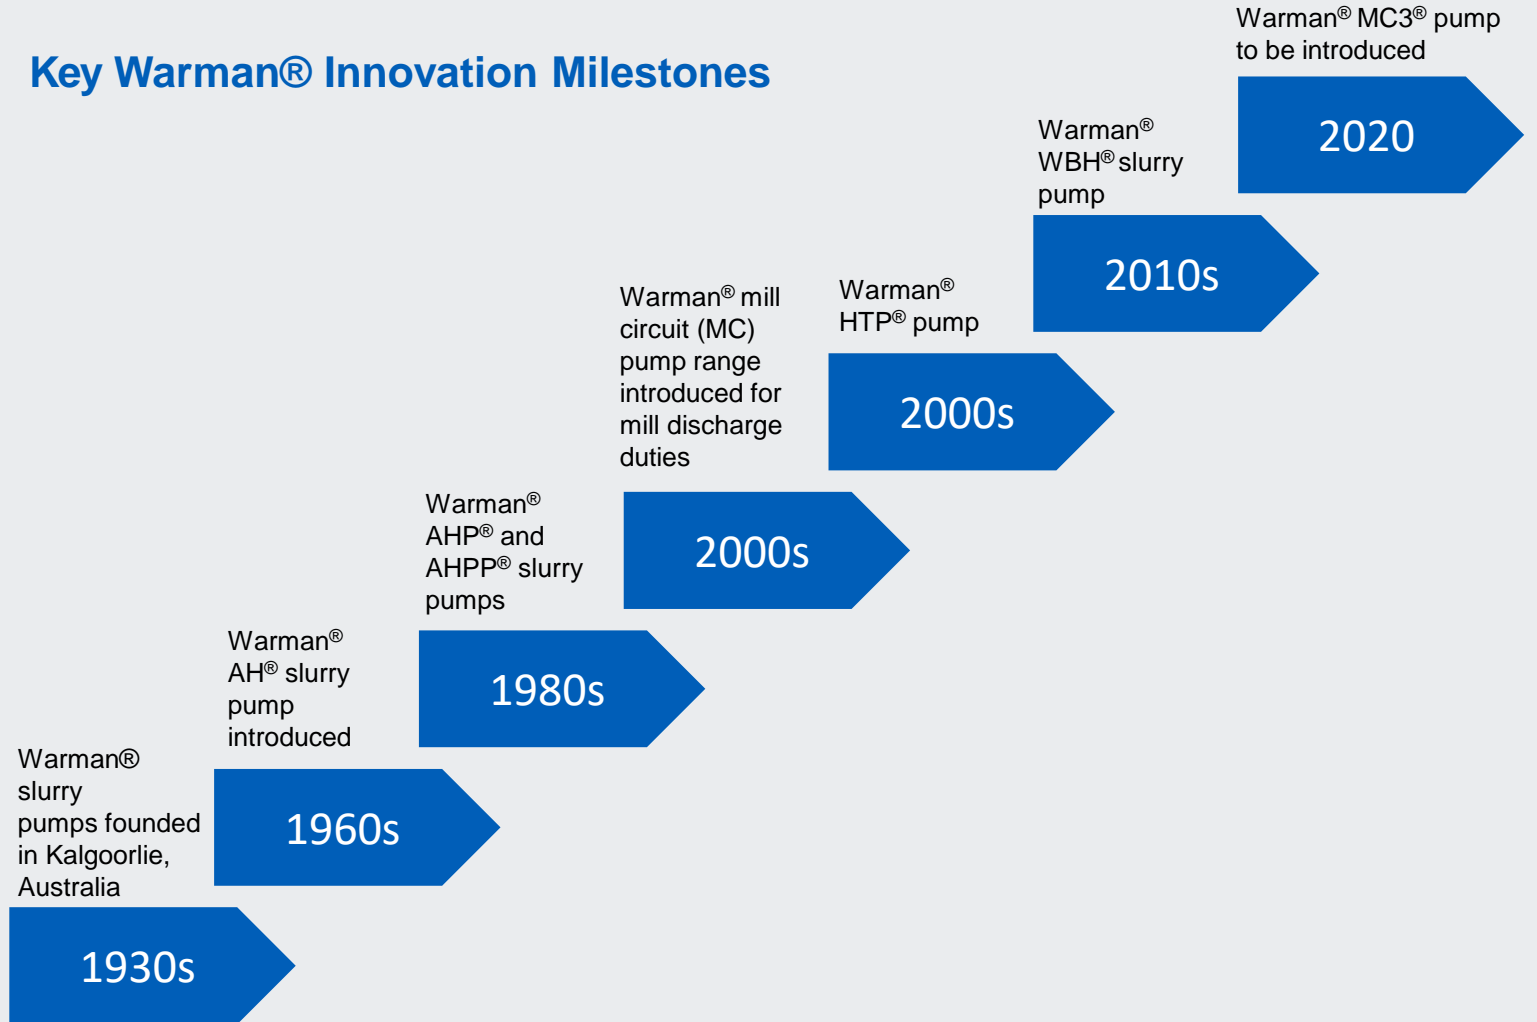 Key Warman® Innovation Milestones
Warman®
slurry
pumps founded
in Kalgoorlie,
Australia
1930s
Warman®
AH® slurry
pump
introduced
1960s
Warman®
AHP® and
AHPP® slurry
pumps
1980s
Warman® mill
circuit (MC)
pump range
introduced for
mill discharge
duties
2000s
Warman®
HTP® pump
2000s
Warman®
WBH® slurry
pump
2010s
Warman® MC3® pump
to be introduced
2020